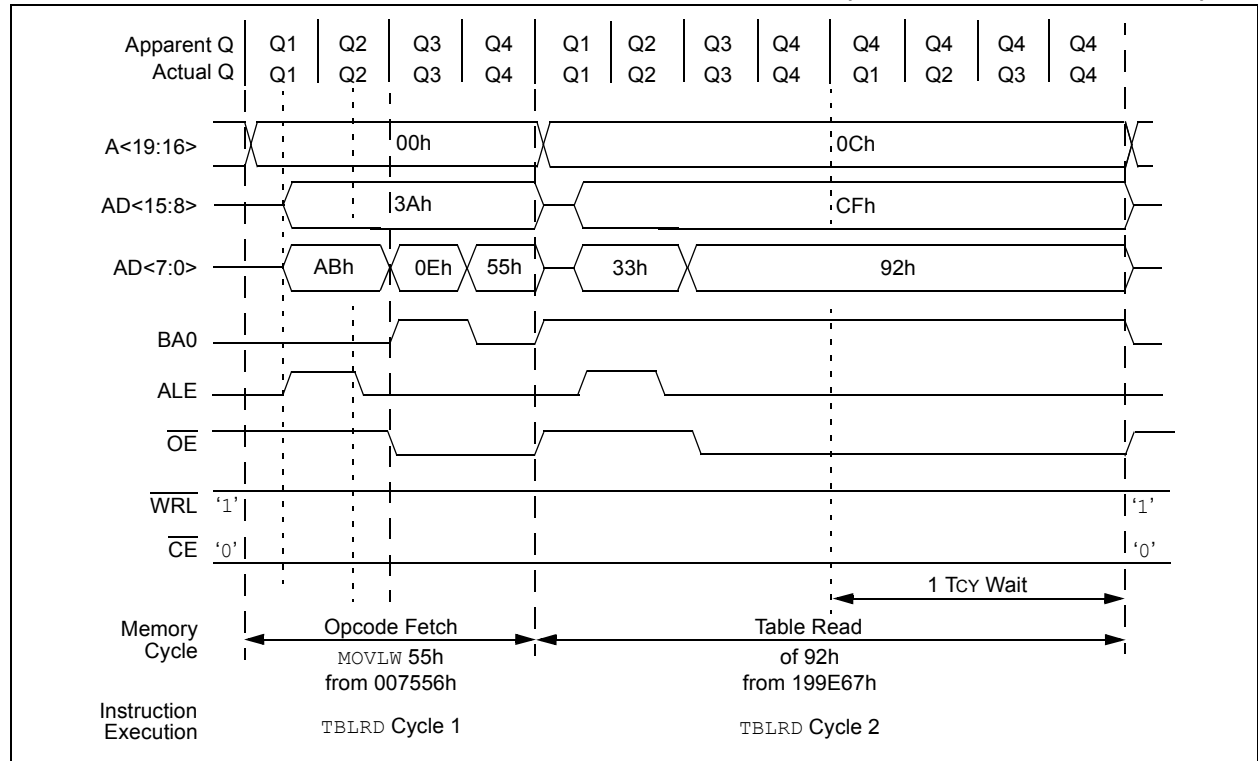 Apparent Q Q1 Q2 Q3 Q4 Q1 Q2 Q3 Q4 Q4 Q4 Q4 Q4
Actual Q Q1 Q2 Q3 Q4 Q1 Q2 Q3 Q4 Q1 Q2 Q3 Q4
A<19:16> 00h 0Ch
AD<15:8> 3Ah CFh
AD<7:0> ABh 0Eh 55h 33h 92h
BA0
ALE
OE
WRL '1' '1'
CE '0' '0'
1 TCY Wait
Memory Cycle Opcode Fetch Table Read
MOVLW 55h of 92h
from 007556h from 199E67h
Instruction Execution TBLRD Cycle 1 TBLRD Cycle 2